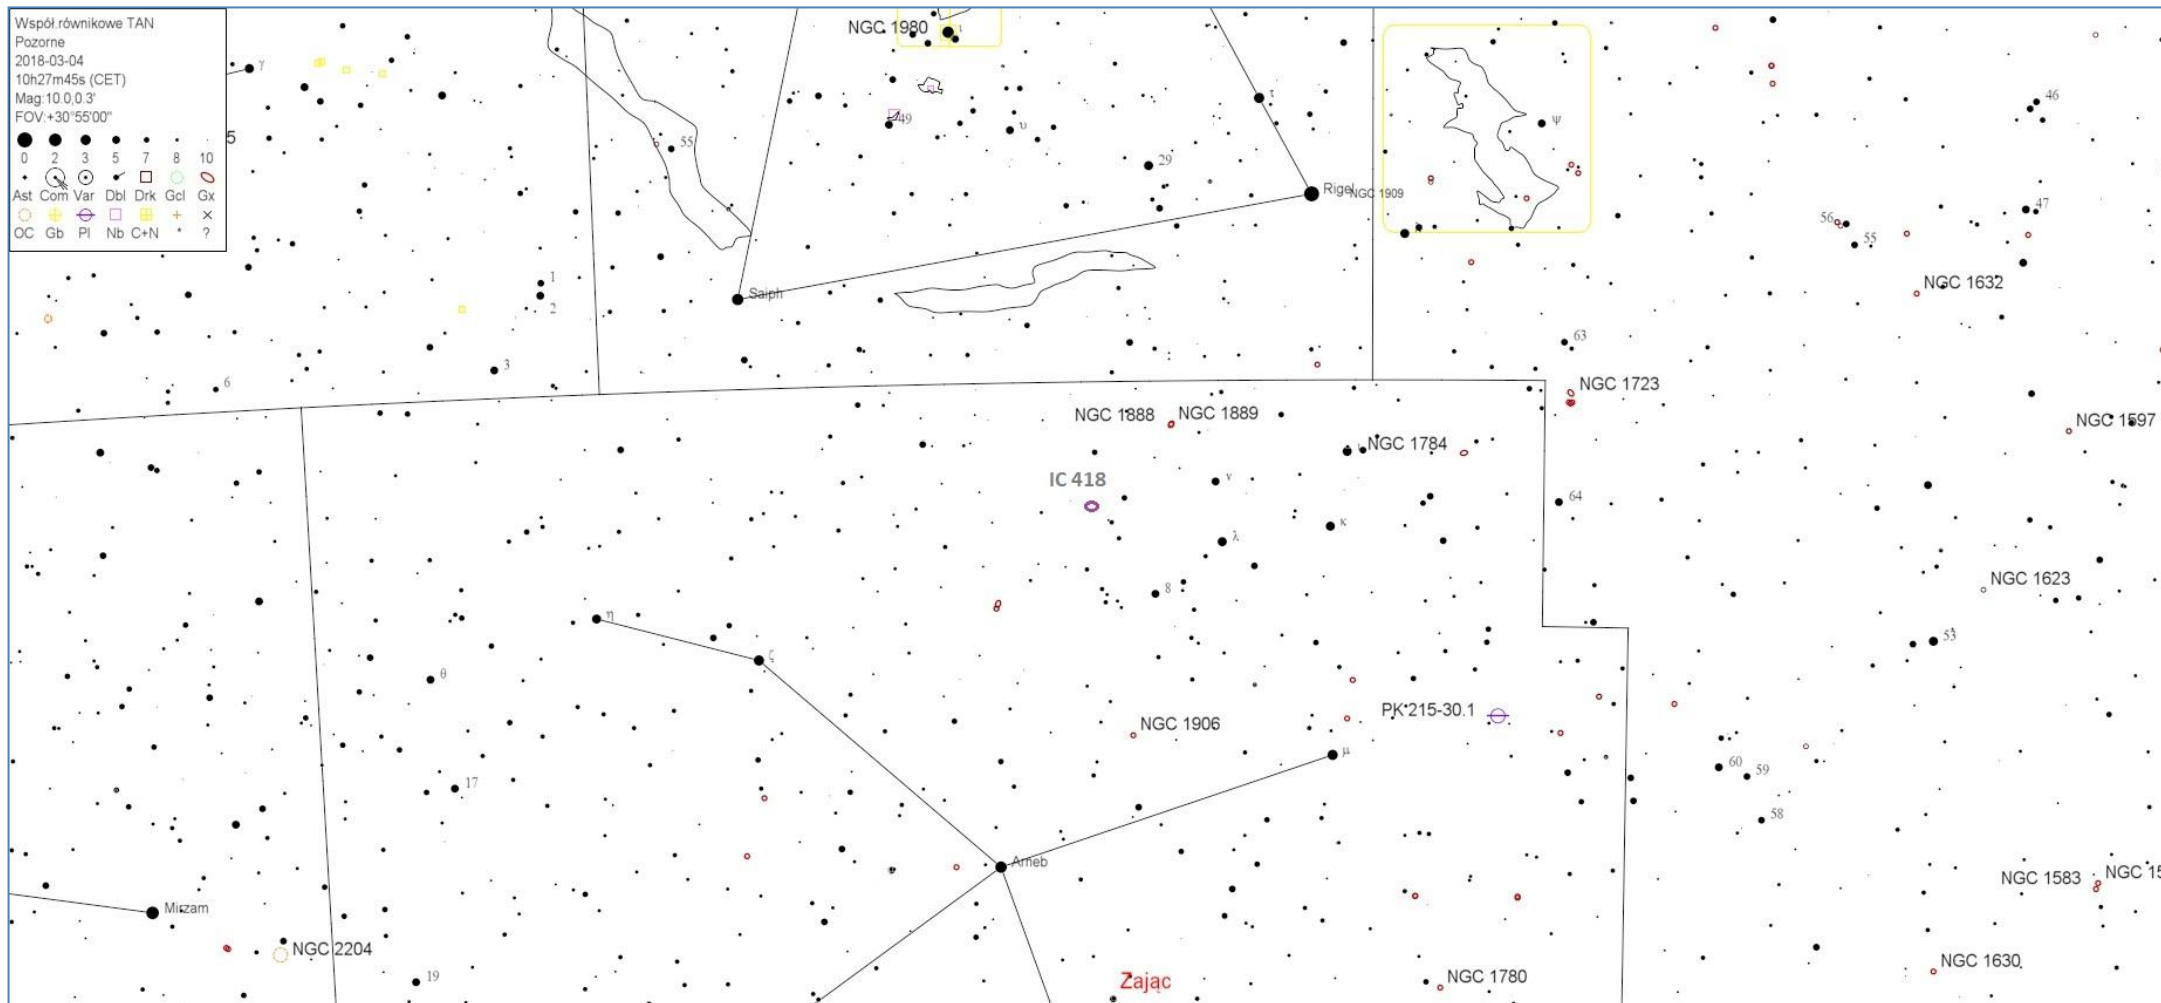 Współ.równikowe TAN
Pozorne
2018-03-04
10h27m45s (CET)
Mag:10.0,0.3'
FOV:+30°55'00"
0 2 3 5 7 8 10
Ast Com Var Dbl Drk Gcl Gx
OC Gb Pl Nb C+N * ?
γ
5
NGC 1980
ι
τ
46
ψ
49
υ
55
29
Rigel
NGC 1909
λ
47
56
55
1
2
Saiph
NGC 1632
63
3
6
NGC 1723
NGC 1888
NGC 1889
NGC 1597
NGC 1784
IC 418
ν
64
κ
λ
NGC 1623
8
η
53
ζ
θ
PK 215-30.1
NGC 1906
μ
60
59
17
58
Arneb
NGC 1583
NGC 15
Mirzam
NGC 2204
NGC 1630
19
NGC 1780
Zając